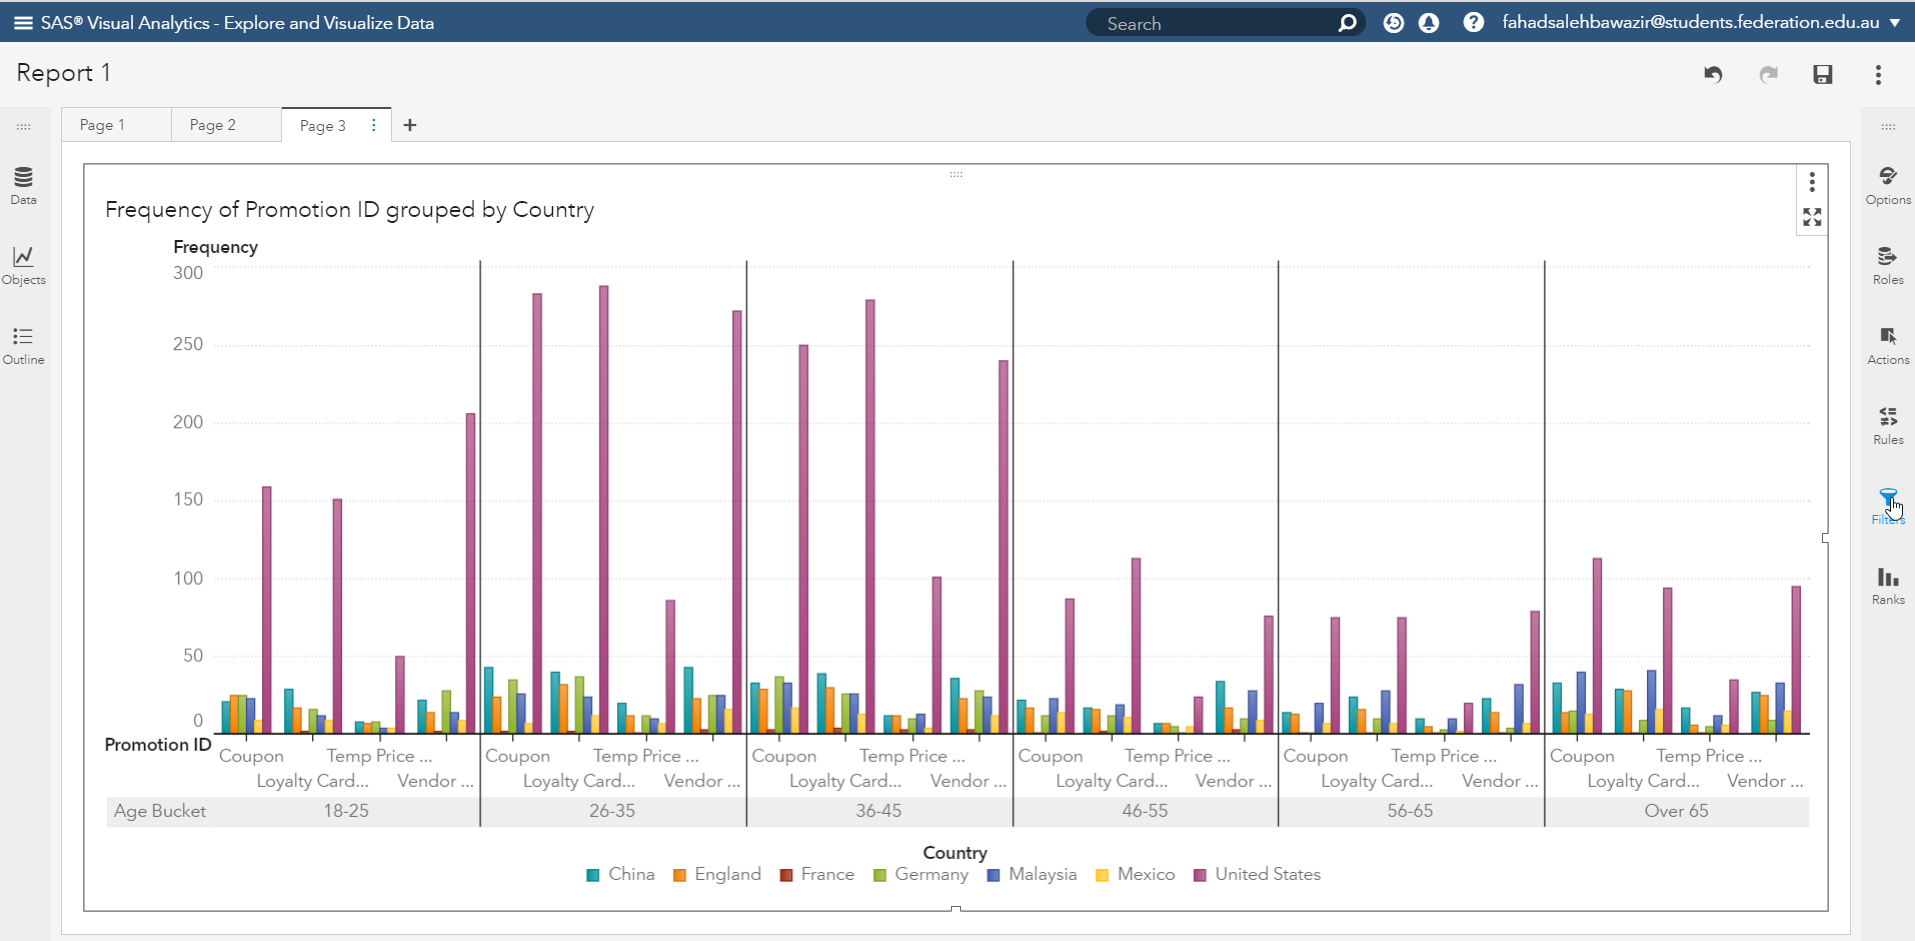 SAS® Visual Analytics - Explore and Visualize Data
Search
fahadsalehbawazir@students.federation.edu.au
Report 1
Page 1
Page 2
Page 3
Data
Objects
Outline
Frequency of Promotion ID grouped by Country
Frequency
300
250
200
150
100
50
0
Promotion ID
Coupon Temp Price ... Coupon Temp Price ... Coupon Temp Price ... Coupon Temp Price ... Coupon Temp Price ... Coupon Temp Price ...
Loyalty Card... Vendor ... Loyalty Card... Vendor ... Loyalty Card... Vendor ... Loyalty Card... Vendor ... Loyalty Card... Vendor ... Loyalty Card... Vendor ...
Age Bucket 18-25 26-35 36-45 46-55 56-65 Over 65
Country
China England France Germany Malaysia Mexico United States
Options
Roles
Actions
Rules
Filters
Ranks